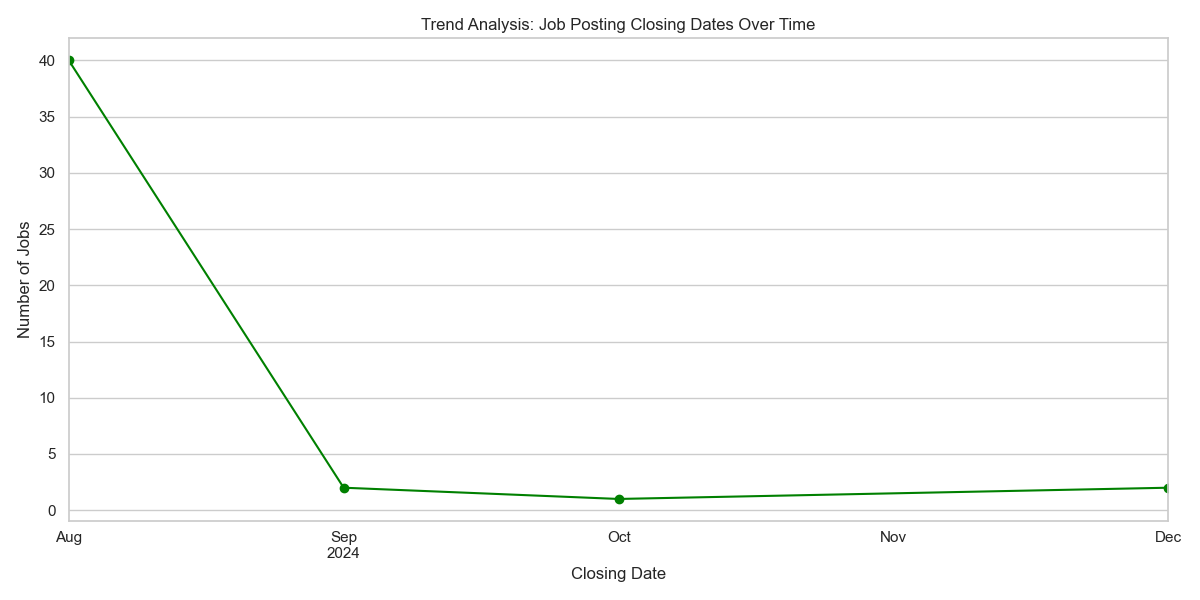 Trend Analysis: Job Posting Closing Dates Over Time
Number of Jobs
40
35
30
25
20
15
10
5
0
Aug Sep Oct Nov Dec
2024
Closing Date